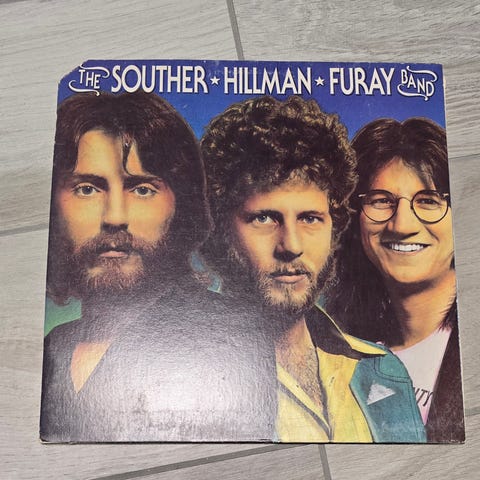 THE SOUTHER ★ HILLMAN ★ FURAY BAND